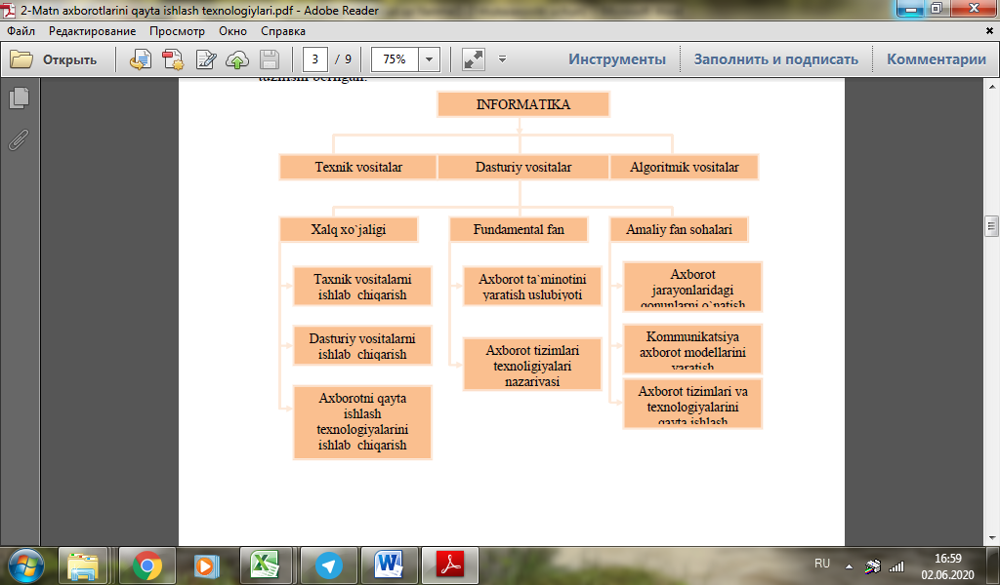 2-Matn axborotlarini qayta ishlash texnologiylari.pdf - Adobe Reader
Файл Редактирование Просмотр Окно Справка
Открыть 3 / 9 75% Инструменты Заполнить и подписать Комментарии
INFORMATIKA
Texnik vositalar
Dasturiy vositalar
Algoritmik vositalar
Xalq xo`jaligi
Taxnik vositalarni
ishlab chiqarish
Dasturiy vositalarni
ishlab chiqarish
Axborotni qayta
ishlash
texnologiyalarini
ishlab chiqarish
Fundamental fan
Axborot ta`minotini
yaratish uslubiyoti
Axborot tizimlari
texnoligiyalari
nazariyasi
Amaliy fan sohalari
Axborot
jarayonlaridagi
qonunlarni o`rnatish
Kommunikatsiya
axborot modellarini
yaratish
Axborot tizimlari va
texnologiyalarini
qayta ishlash
RU
16:59
02.06.2020